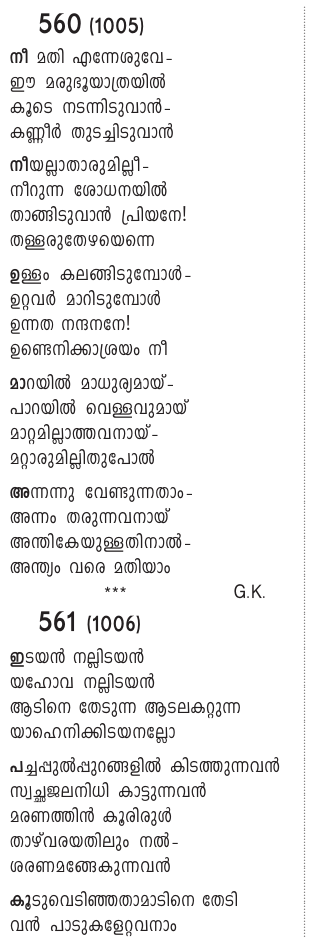 560 (1005)
നീ മതി എന്നേശുവേ-
ഈ മരുഭൂയാത്രയിൽ
കൂടെ നടന്നിടുവാൻ-
കണ്ണീർ തുടച്ചിടുവാൻ
നീയല്ലാതാരുമില്ലീ-
നീറുന്ന ശോധനയിൽ
താങ്ങിടുവാൻ പ്രിയനേ!
തള്ളരുതേഴയെന്നെ
ഉള്ളം കലങ്ങിടുമ്പോൾ-
ഉറ്റവർ മാറിടുമ്പോൾ
ഉന്നത നന്ദനനേ!
ഉണ്ടെനിക്കാശ്രയം നീ
മാറയിൽ മാധുര്യമായ്-
പാറയിൽ വെള്ളവുമായ്
മാറ്റമില്ലാത്തവനായ്-
മറ്റാരുമില്ലിതുപോൽ
അന്നന്നു വേണ്ടുന്നതാം-
അന്നം തരുന്നവനായ്
അന്തികേയുള്ളതിനാൽ-
അന്ത്യം വരെ മതിയാം
*** G.K.
561 (1006)
ഇടയൻ നല്ലിടയൻ
യഹോവ നല്ലിടയൻ
ആടിനെ തേടുന്ന ആടലകറ്റുന്ന
യാഹെനിക്കിടയനല്ലോ
പച്ചപ്പുൽപ്പുറങ്ങളിൽ കിടത്തുന്നവൻ
സ്വച്ഛജലനിധി കാട്ടുന്നവൻ
മരണത്തിൻ കൂരിരുൾ
താഴ്‌വരയതിലും നൽ-
ശരണമങ്ങേകുന്നവൻ
കൂടുവെടിഞ്ഞതാമാടിനെ തേടി
വൻ പാടുകളേറ്റവനാം